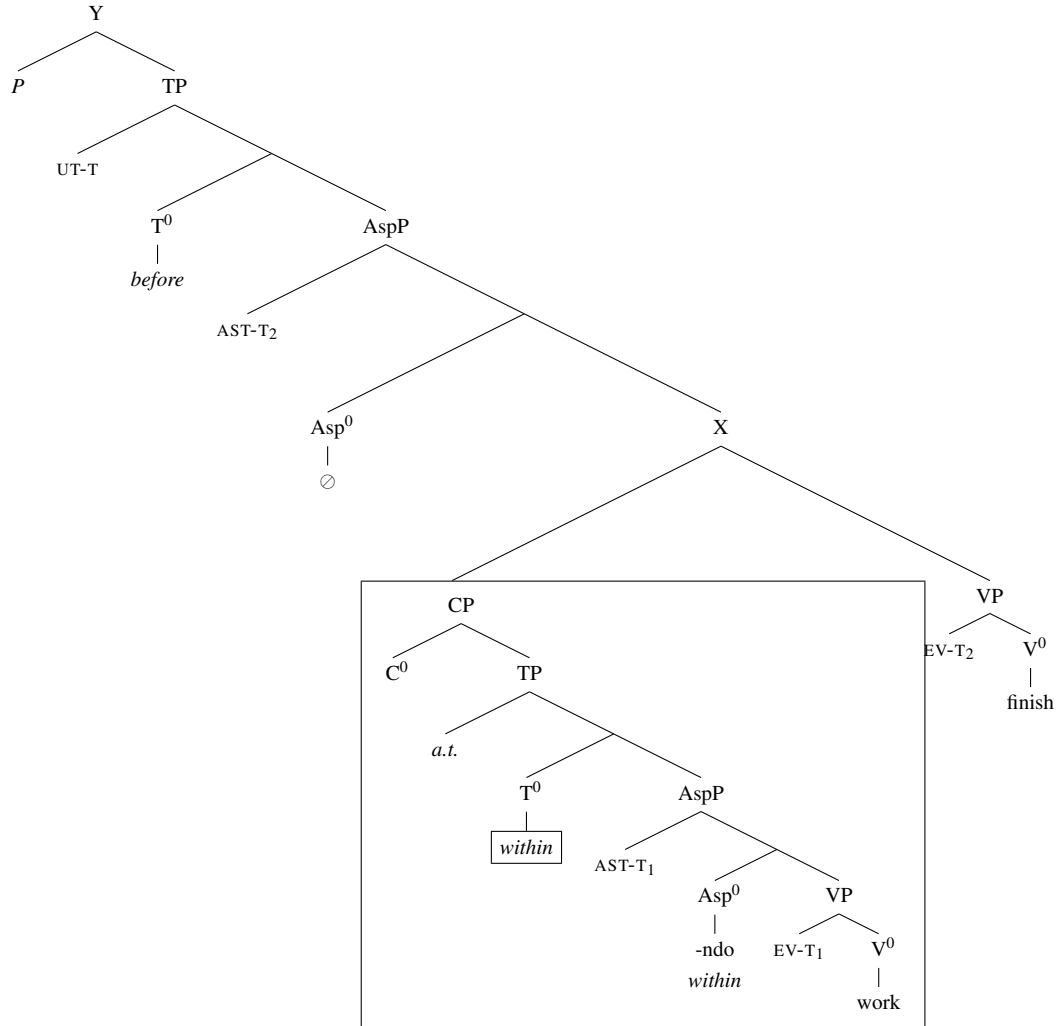 Y
P TP
UT-T
T⁰ AspP
before
AST-T₂
Asp⁰ X
∅
CP VP
C⁰ TP EV-T₂ V⁰
finish
a.t.
T⁰ AspP
within
AST-T₁
Asp⁰ VP
-ndo EV-T₁ V⁰
within
work